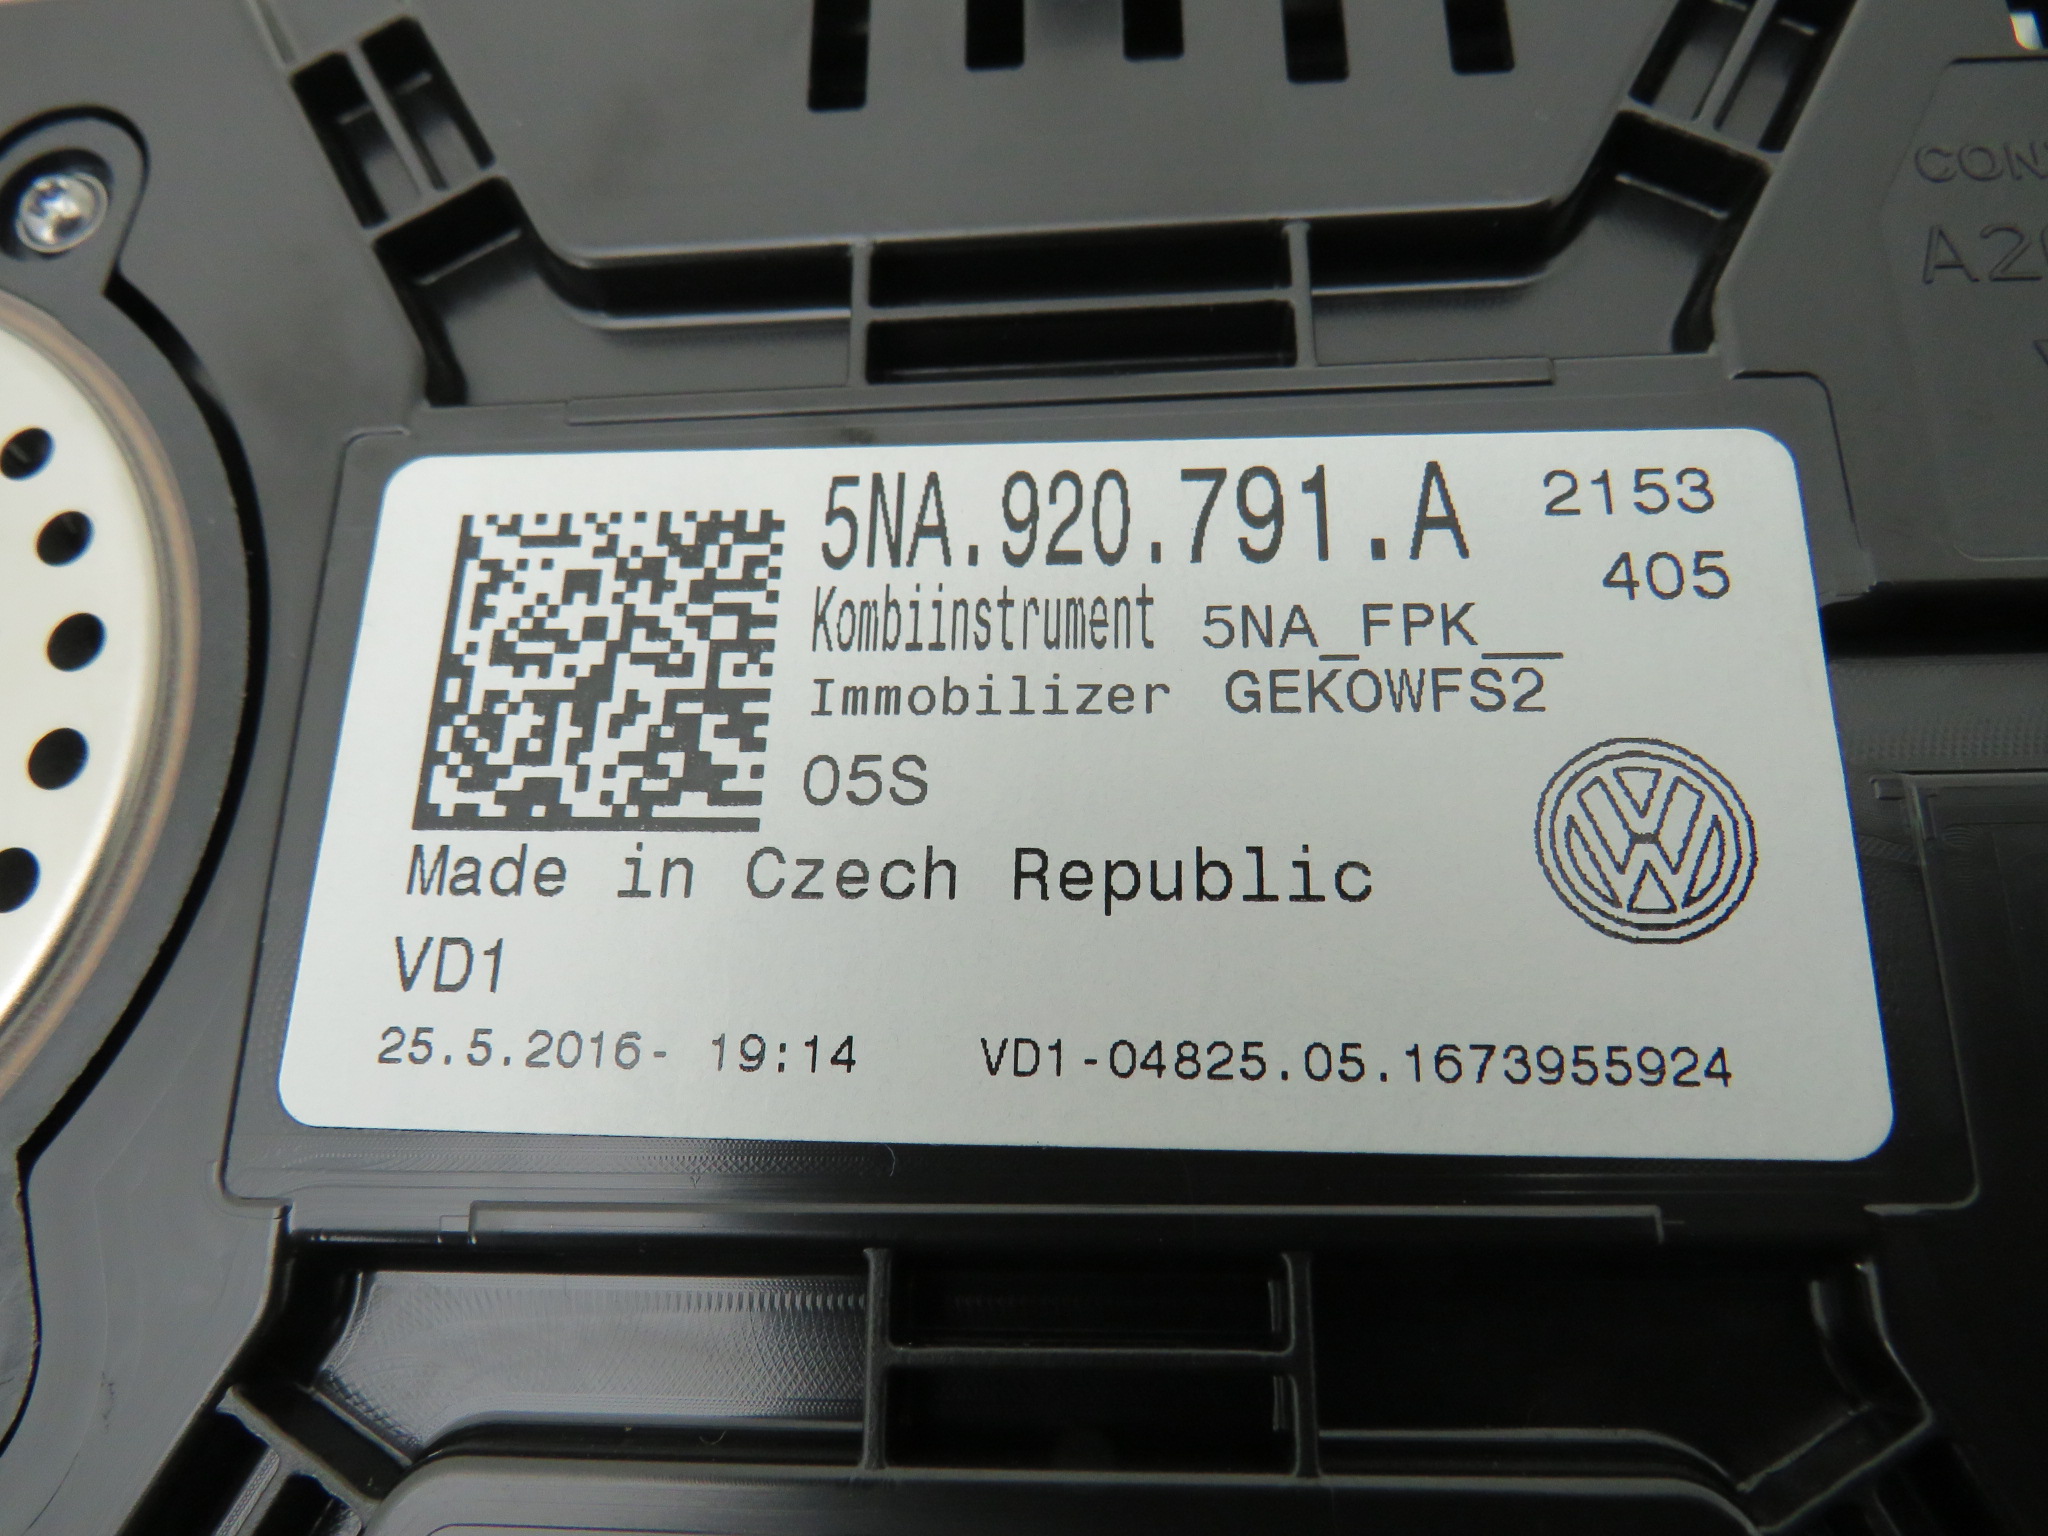 5NA.920.791.A 2153
405
Kombiinstrument 5NA_FPK__
Immobilizer GEKOWFS2
05S
Made in Czech Republic
VD1
25.5.2016- 19:14 VD1-04825.05.1673955924